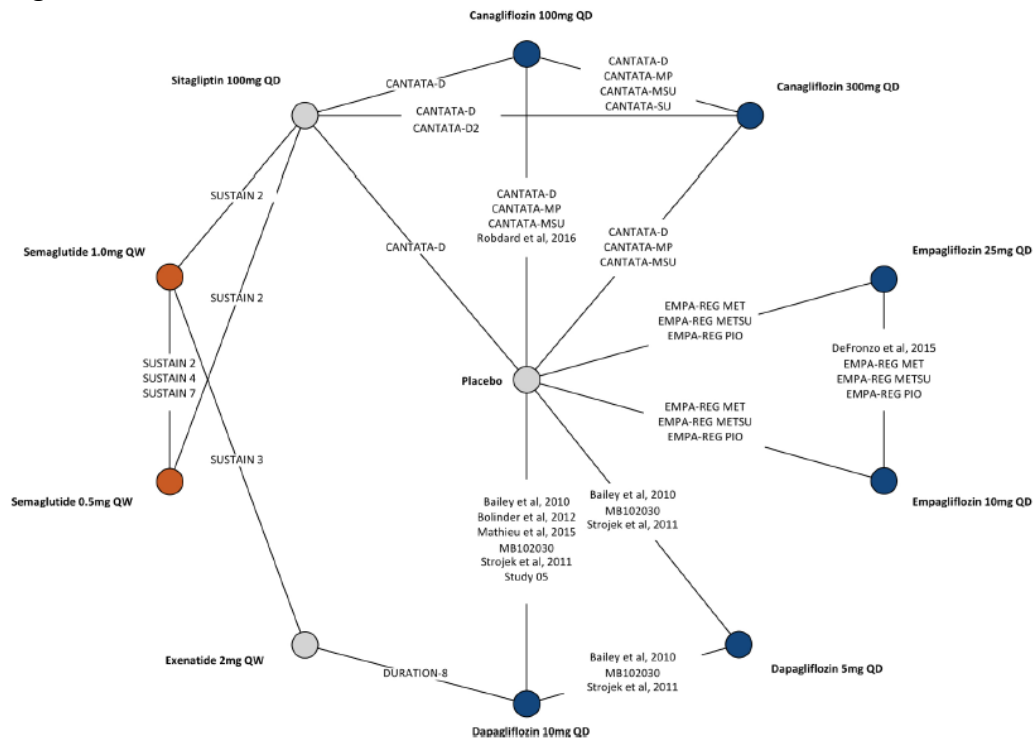 Canagliflozin 100mg QD
Sitagliptin 100mg QD
CANTATA-D
CANTATA-D
CANTATA-MP
CANTATA-MSU
CANTATA-SU
Canagliflozin 300mg QD
CANTATA-D
CANTATA-D2
SUSTAIN 2
CANTATA-D
CANTATA-MP
CANTATA-MSU
Robdard et al, 2016
CANTATA-D
CANTATA-D
CANTATA-MP
CANTATA-MSU
Semaglutide 1.0mg QW
Empagliflozin 25mg QD
SUSTAIN 2
EMPA-REG MET
EMPA-REG METSU
EMPA-REG PIO
SUSTAIN 2
SUSTAIN 4
SUSTAIN 7
Placebo
DeFronzo et al, 2015
EMPA-REG MET
EMPA-REG METSU
EMPA-REG PIO
EMPA-REG MET
EMPA-REG METSU
EMPA-REG PIO
SUSTAIN 3
Semaglutide 0.5mg QW
Empagliflozin 10mg QD
Bailey et al, 2010
Bolinder et al, 2012
Mathieu et al, 2015
MB102030
Strojek et al, 2011
Study 05
Bailey et al, 2010
MB102030
Strojek et al, 2011
Exenatide 2mg QW
DURATION-8
Bailey et al, 2010
MB102030
Strojek et al, 2011
Dapagliflozin 5mg QD
Dapagliflozin 10mg QD